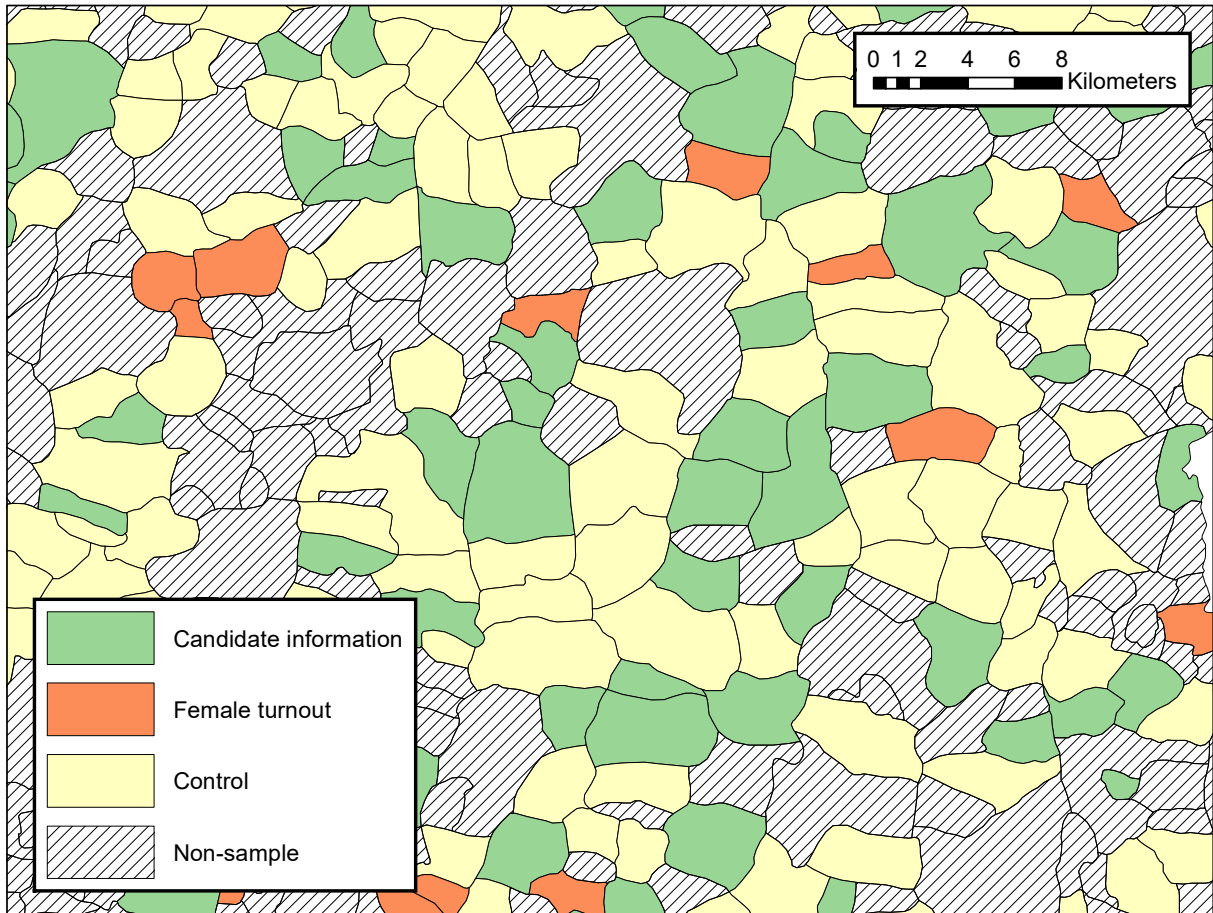 0 1 2 4 6 8
Kilometers
Candidate information
Female turnout
Control
Non-sample